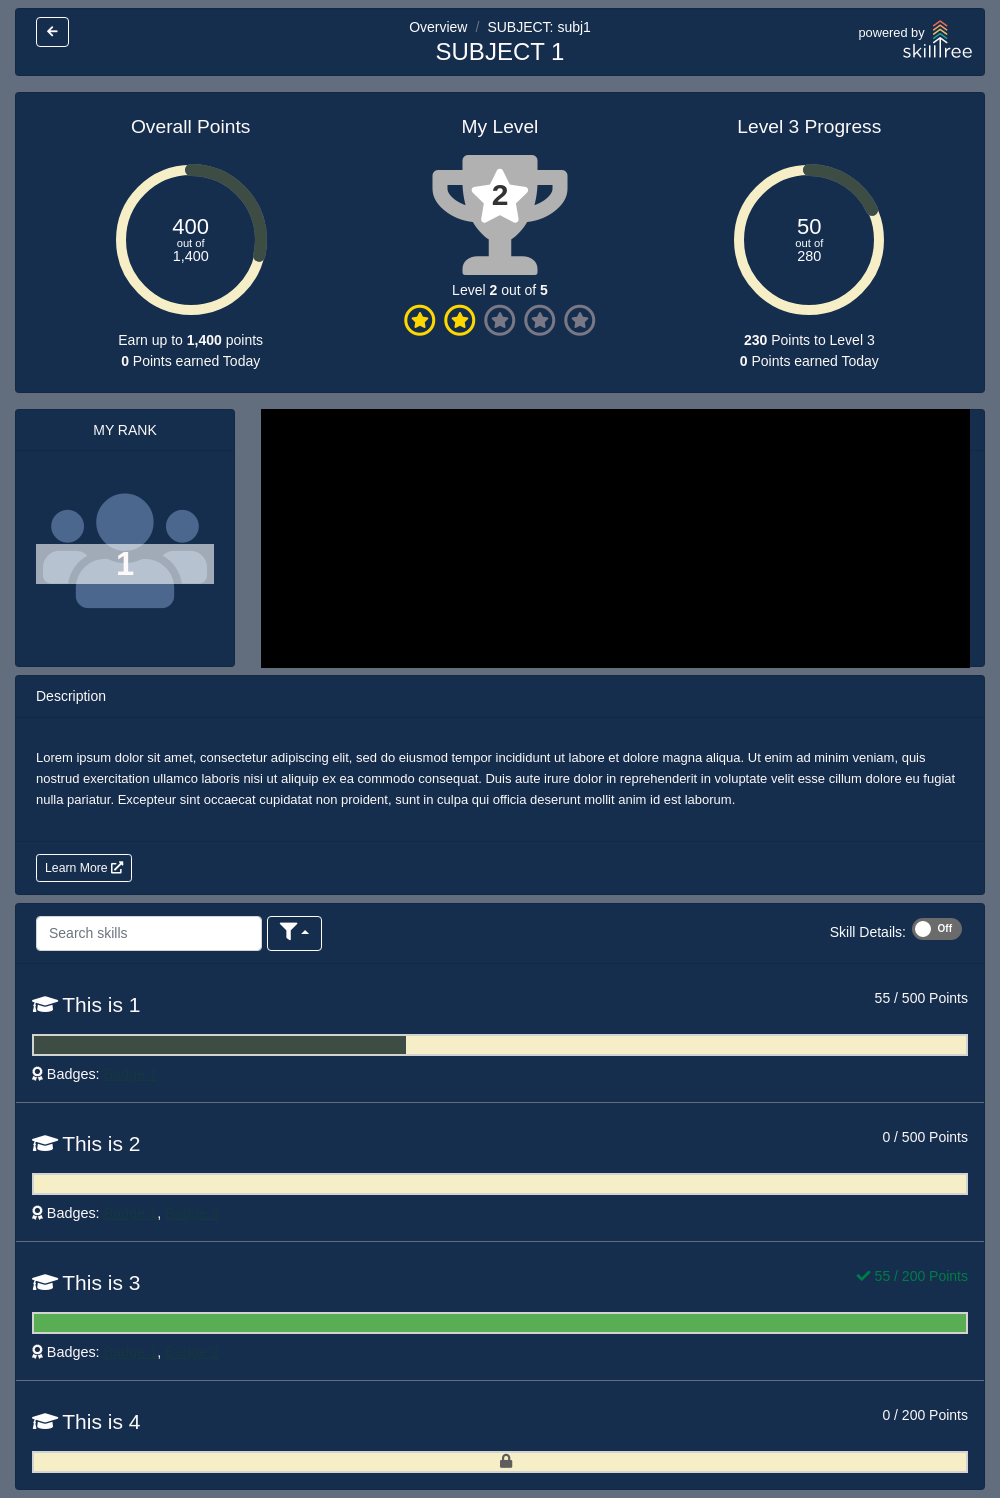 Overview / SUBJECT: subj1
SUBJECT 1
powered by
skilltree
Overall Points
400
out of
1,400
Earn up to 1,400 points
0 Points earned Today
My Level
2
Level 2 out of 5
Level 3 Progress
50
out of
280
230 Points to Level 3
0 Points earned Today
MY RANK
1
Description
Lorem ipsum dolor sit amet, consectetur adipiscing elit, sed do eiusmod tempor incididunt ut labore et dolore magna aliqua. Ut enim ad minim veniam, quis
nostrud exercitation ullamco laboris nisi ut aliquip ex ea commodo consequat. Duis aute irure dolor in reprehenderit in voluptate velit esse cillum dolore eu fugiat
nulla pariatur. Excepteur sint occaecat cupidatat non proident, sunt in culpa qui officia deserunt mollit anim id est laborum.
Learn More
Search skills
Skill Details: Off
This is 1
55 / 500 Points
Badges:
This is 2
0 / 500 Points
Badges: ,
This is 3
55 / 200 Points
Badges: ,
This is 4
0 / 200 Points